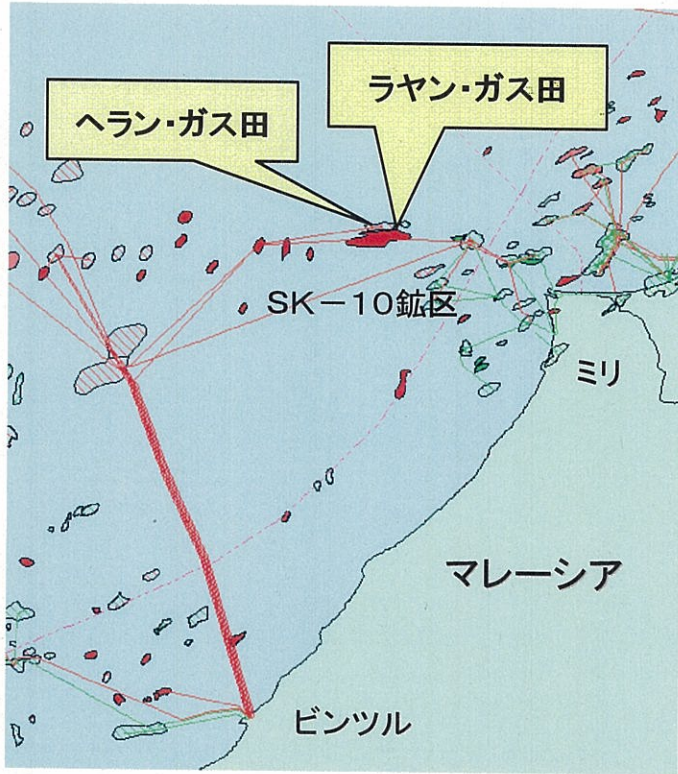 ラヤン・ガス田
ヘラン・ガス田
SK－10鉱区
ミリ
マレーシア
ビンツル